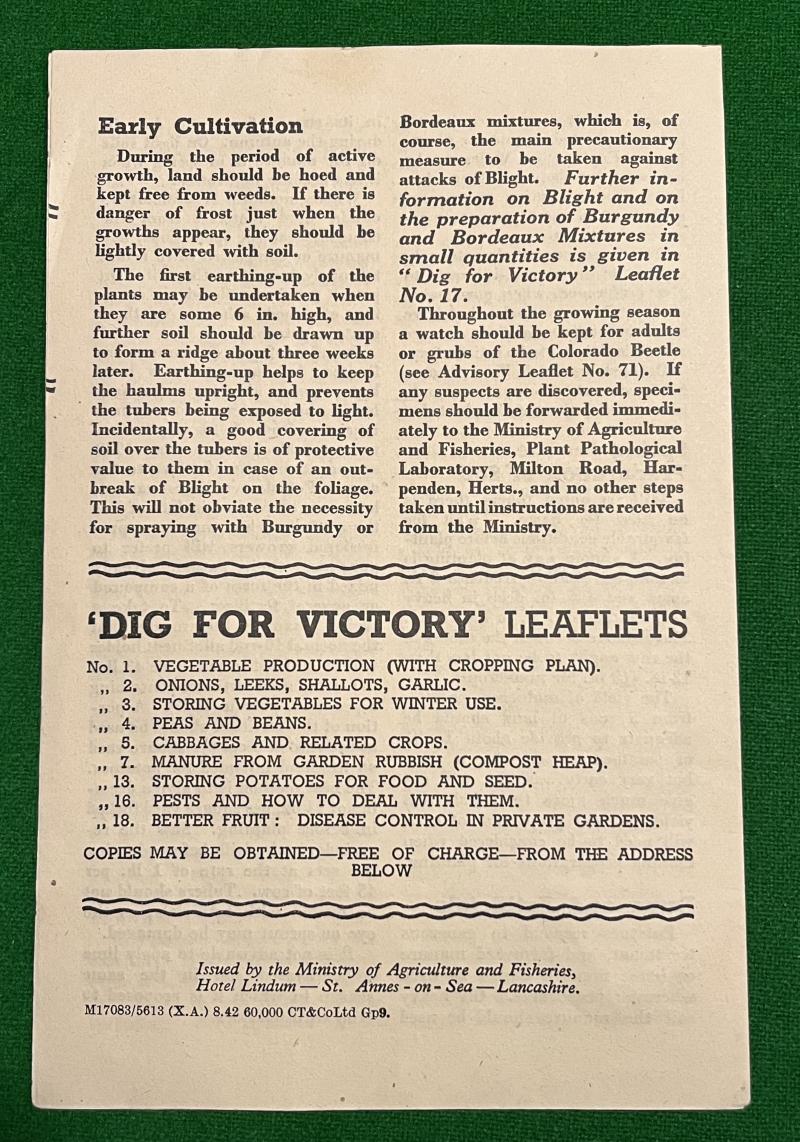 Early Cultivation
During the period of active
growth, land should be hoed and
kept free from weeds. If there is
danger of frost just when the
growths appear, they should be
lightly covered with soil.
The first earthing-up of the
plants may be undertaken when
they are some 6 in. high, and
further soil should be drawn up
to form a ridge about three weeks
later. Earthing-up helps to keep
the haulms upright, and prevents
the tubers being exposed to light.
Incidentally, a good covering of
soil over the tubers is of protective
value to them in case of an out-
break of Blight on the foliage.
This will not obviate the necessity
for spraying with Burgundy or
Bordeaux mixtures, which is, of
course, the main precautionary
measure to be taken against
attacks of Blight. Further in-
formation on Blight and on
the preparation of Burgundy
and Bordeaux Mixtures in
small quantities is given in
“Dig for Victory” Leaflet
No. 17.
Throughout the growing season
a watch should be kept for adults
or grubs of the Colorado Beetle
(see Advisory Leaflet No. 71). If
any suspects are discovered, speci-
mens should be forwarded immedi-
ately to the Ministry of Agriculture
and Fisheries, Plant Pathological
Laboratory, Milton Road, Har-
penden, Herts., and no other steps
taken until instructions are received
from the Ministry.
‘DIG FOR VICTORY’ LEAFLETS
No. 1. VEGETABLE PRODUCTION (WITH CROPPING PLAN).
„ 2. ONIONS, LEEKS, SHALLOTS, GARLIC.
„ 3. STORING VEGETABLES FOR WINTER USE.
„ 4. PEAS AND BEANS.
„ 5. CABBAGES AND RELATED CROPS.
„ 7. MANURE FROM GARDEN RUBBISH (COMPOST HEAP).
„ 13. STORING POTATOES FOR FOOD AND SEED.
„ 16. PESTS AND HOW TO DEAL WITH THEM.
„ 18. BETTER FRUIT: DISEASE CONTROL IN PRIVATE GARDENS.
COPIES MAY BE OBTAINED—FREE OF CHARGE—FROM THE ADDRESS
BELOW
Issued by the Ministry of Agriculture and Fisheries,
Hotel Lindum — St. Annes - on - Sea — Lancashire.
M17083/5613 (X.A.) 8.42 60,000 CT&CoLtd Gp9.